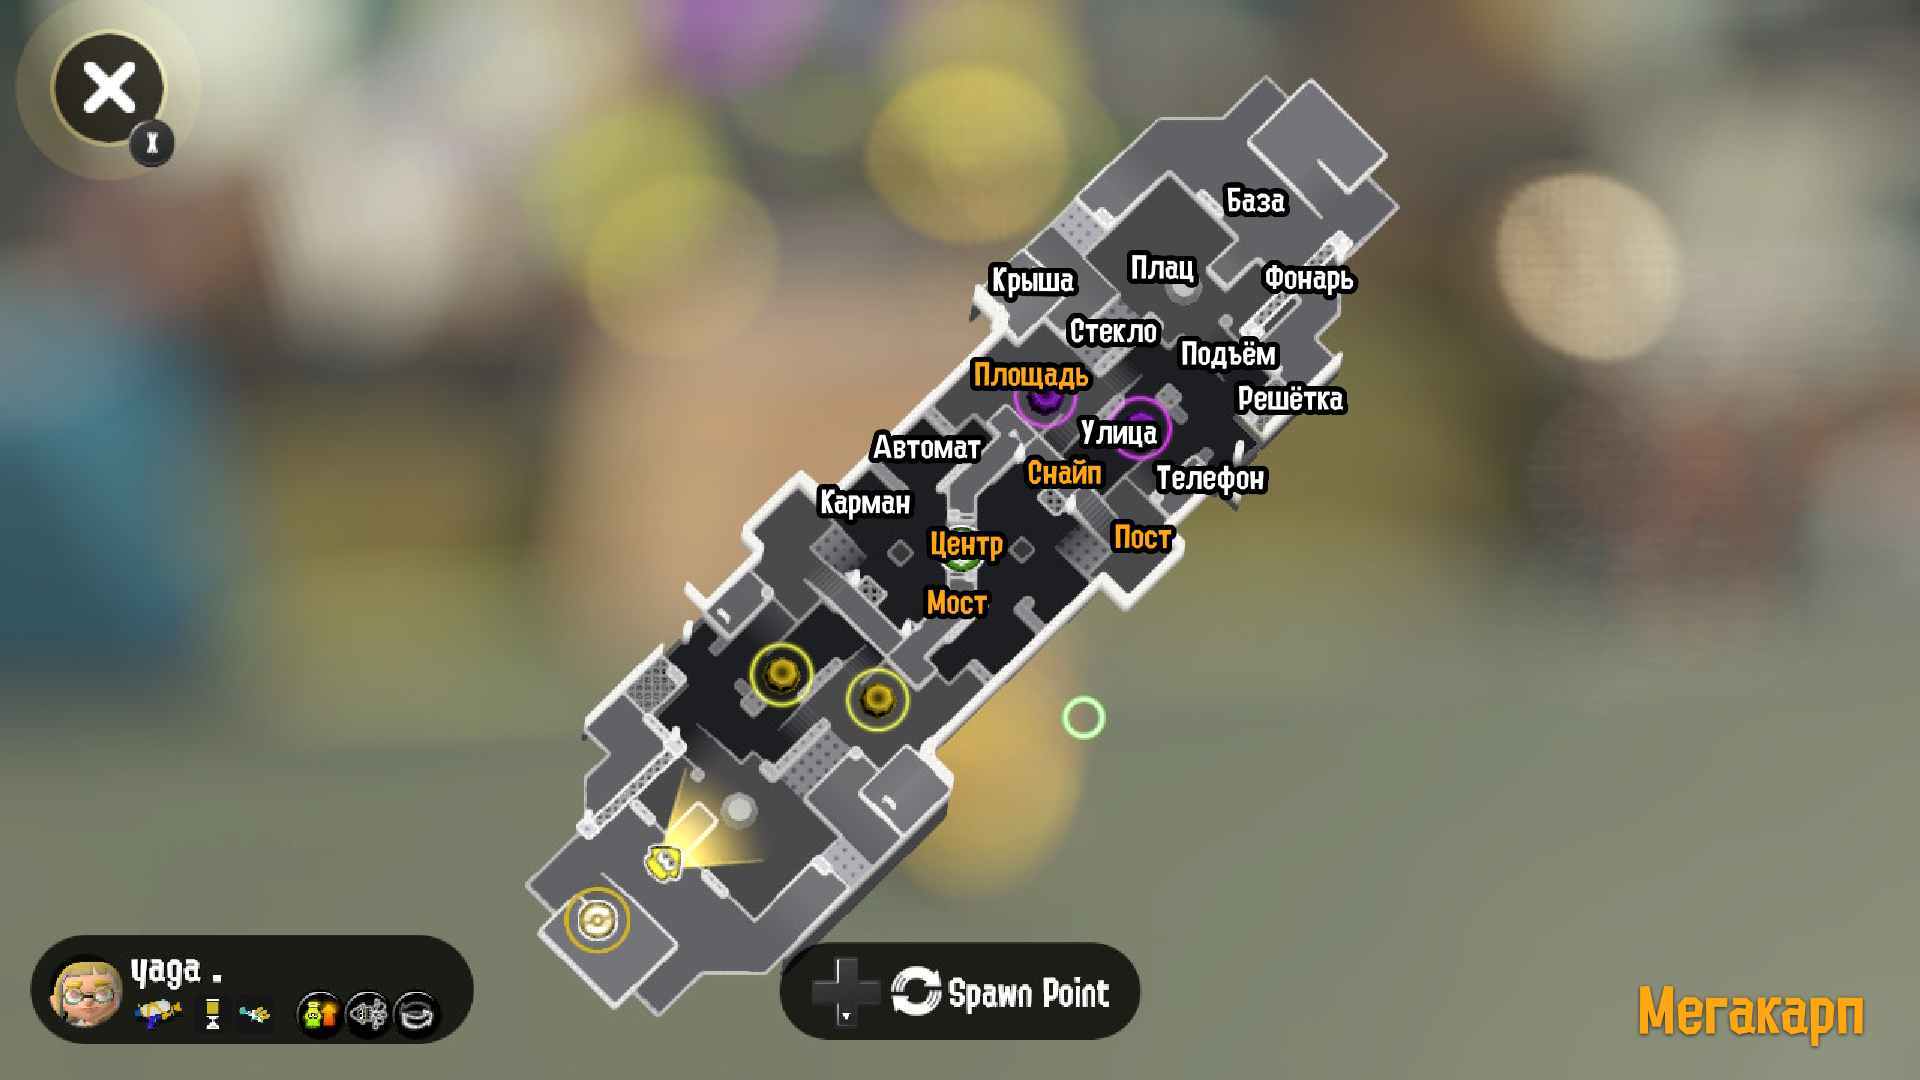 X
База
Плац
Крыша
Фонарь
Стекло
Подъём
Площадь
Решётка
Улица
Автомат
Снайп
Телефон
Карман
Центр
Пост
Мост
yaga .
Spawn Point
Мегакарп